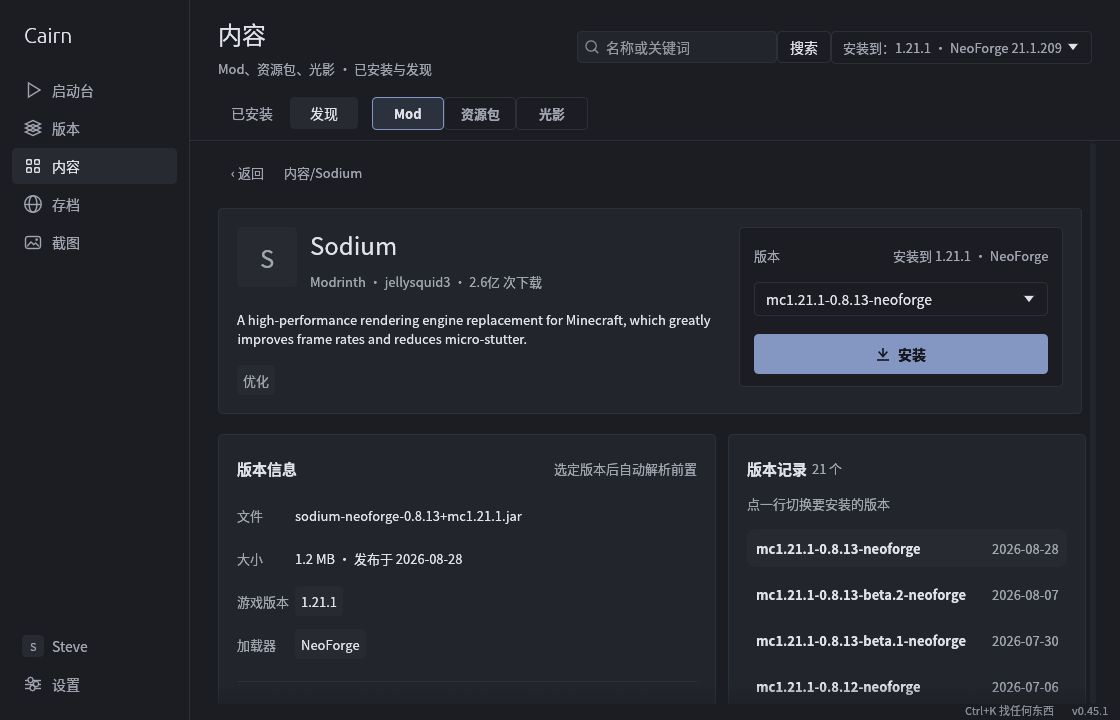 Cairn
启动台
版本
内容
存档
截图
S Steve
设置
内容
Mod、资源包、光影 · 已安装与发现
名称或关键词 搜索 安装到: 1.21.1 · NeoForge 21.1.209
已安装 发现 Mod 资源包 光影
‹ 返回 内容/Sodium
S
Sodium
Modrinth · jellysquid3 · 2.6亿 次下载
A high-performance rendering engine replacement for Minecraft, which greatly
improves frame rates and reduces micro-stutter.
优化
版本 安装到 1.21.1 · NeoForge
mc1.21.1-0.8.13-neoforge
安装
版本信息 选定版本后自动解析前置
文件 sodium-neoforge-0.8.13+mc1.21.1.jar
大小 1.2 MB · 发布于 2026-08-28
游戏版本 1.21.1
加载器 NeoForge
版本记录 21 个
点一行切换要安装的版本
mc1.21.1-0.8.13-neoforge 2026-08-28
mc1.21.1-0.8.13-beta.2-neoforge 2026-08-07
mc1.21.1-0.8.13-beta.1-neoforge 2026-07-30
mc1.21.1-0.8.12-neoforge 2026-07-06
Ctrl+K 找任何东西 v0.45.1